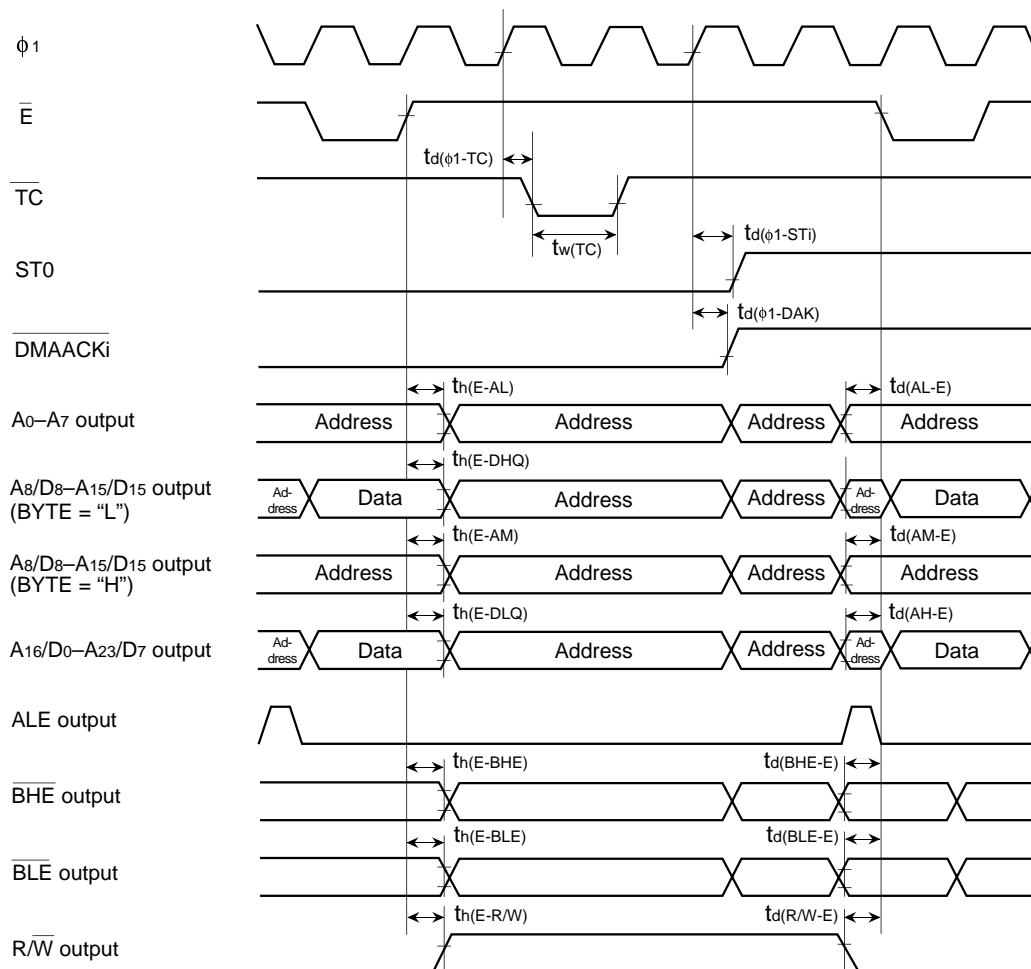 ϕ1
E̅
td(ϕ1-TC)
T̅C̅
tw(TC)
td(ϕ1-STi)
ST0
td(ϕ1-DAK)
D̅M̅A̅A̅C̅K̅i̅
th(E-AL)
td(AL-E)
A0–A7 output
Address
Address
Address
Address
th(E-DHQ)
A8/D8–A15/D15 output
(BYTE = “L”)
Ad-
dress
Data
Address
Address
Ad-
dress
Data
th(E-AM)
td(AM-E)
A8/D8–A15/D15 output
(BYTE = “H”)
Address
Address
Address
Address
th(E-DLQ)
td(AH-E)
A16/D0–A23/D7 output
Ad-
dress
Data
Address
Address
Ad-
dress
Data
ALE output
th(E-BHE)
td(BHE-E)
B̅H̅E̅ output
th(E-BLE)
td(BLE-E)
B̅L̅E̅ output
th(E-R/W)
td(R/W-E)
R/W̅ output